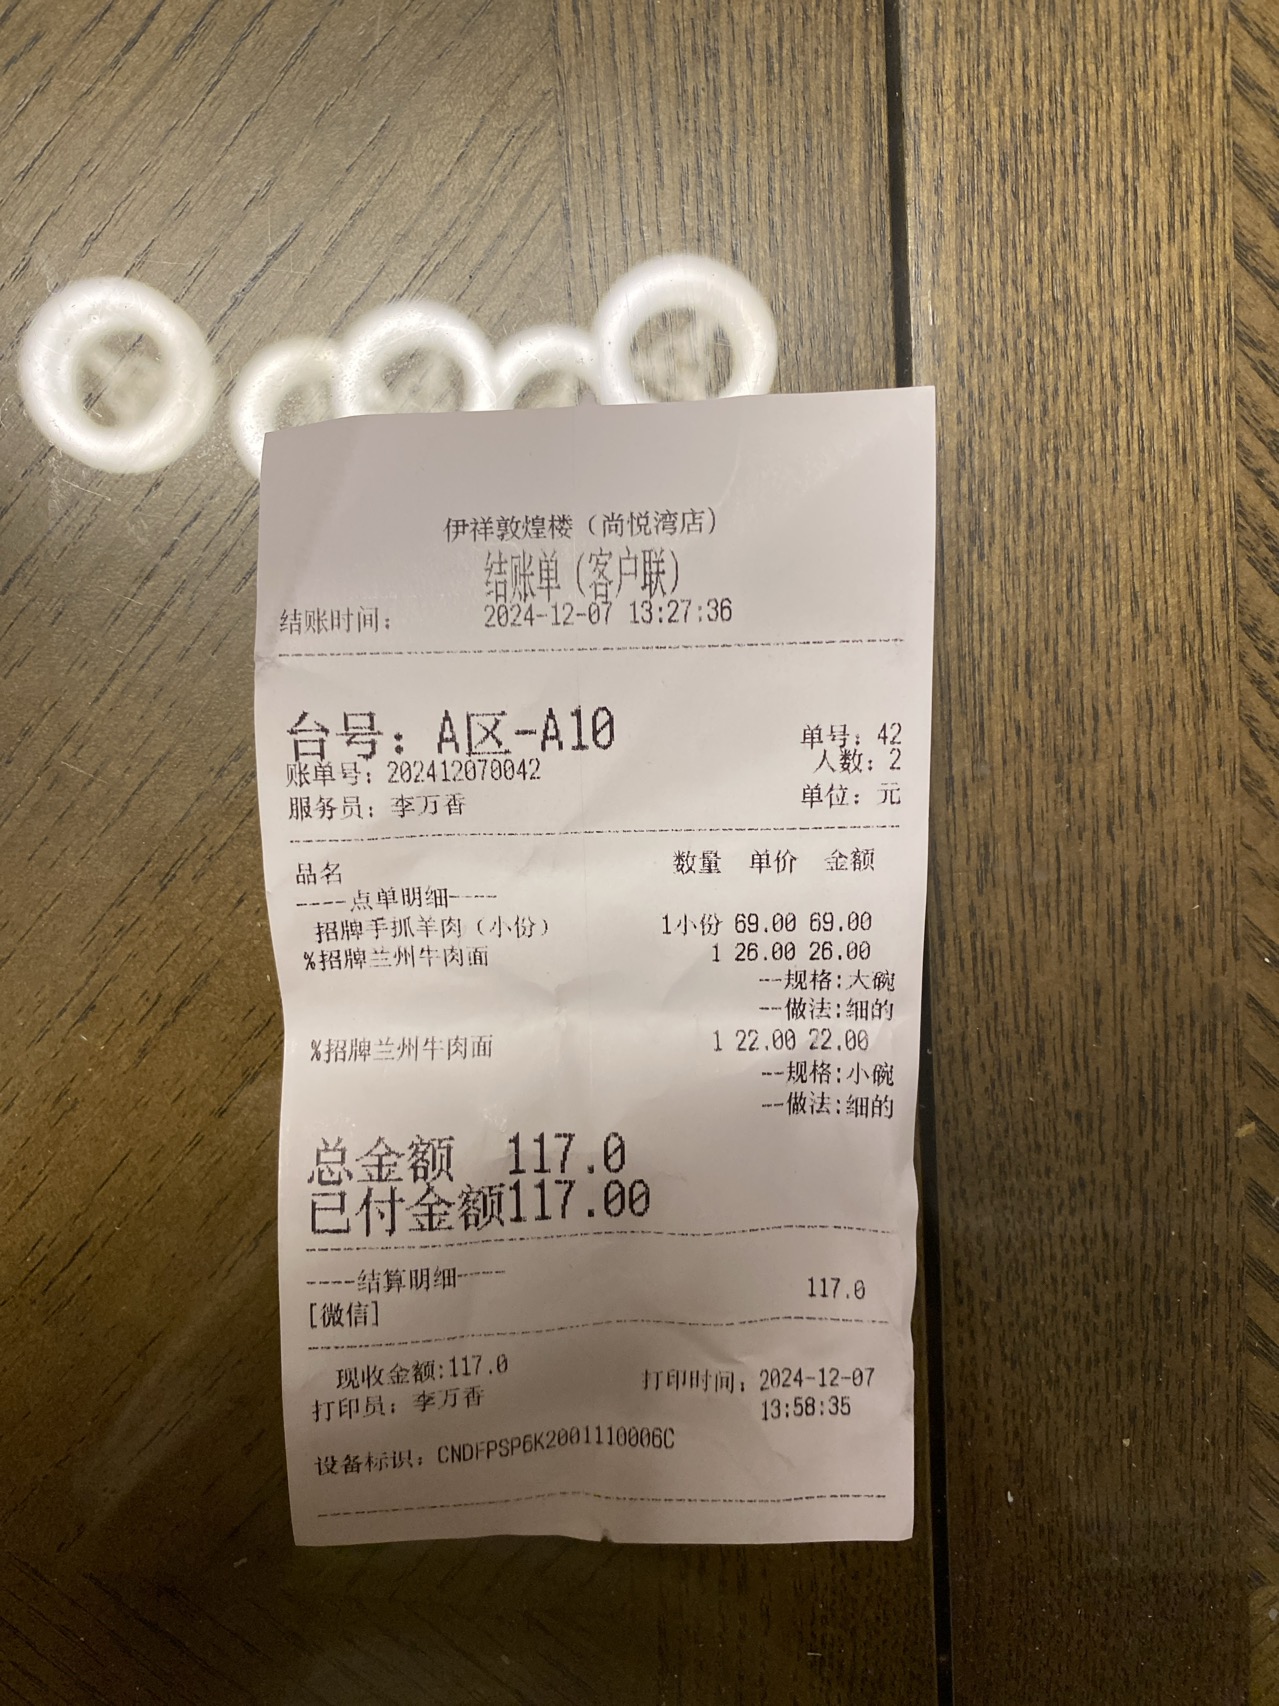 伊祥敦煌楼（尚悦湾店）
结账单（客户联）
结账时间： 2024-12-07 13:27:36
台号：A区-A10
单号：42
账单号：202412070042 人数：2
服务员：李万香 单位：元
品名 数量 单价 金额
----点单明细----
招牌手抓羊肉（小份） 1小份 69.00 69.00
%招牌兰州牛肉面 1 26.00 26.00
--规格:大碗
--做法:细的
%招牌兰州牛肉面 1 22.00 22.00
--规格:小碗
--做法:细的
总金额 117.0
已付金额117.00
----结算明细----
[微信] 117.0
现收金额:117.0
打印员：李万香 打印时间：2024-12-07
13:58:35
设备标识：CNDFPSP6K2001110006C